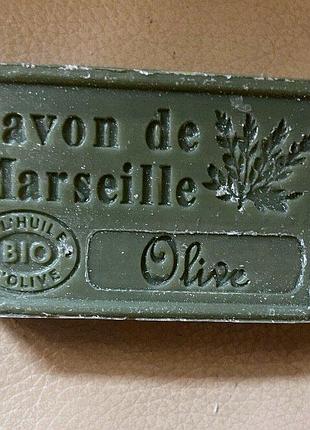 avon de
Marseille
L'HUILE
BIO
D'OLIVE
Olive